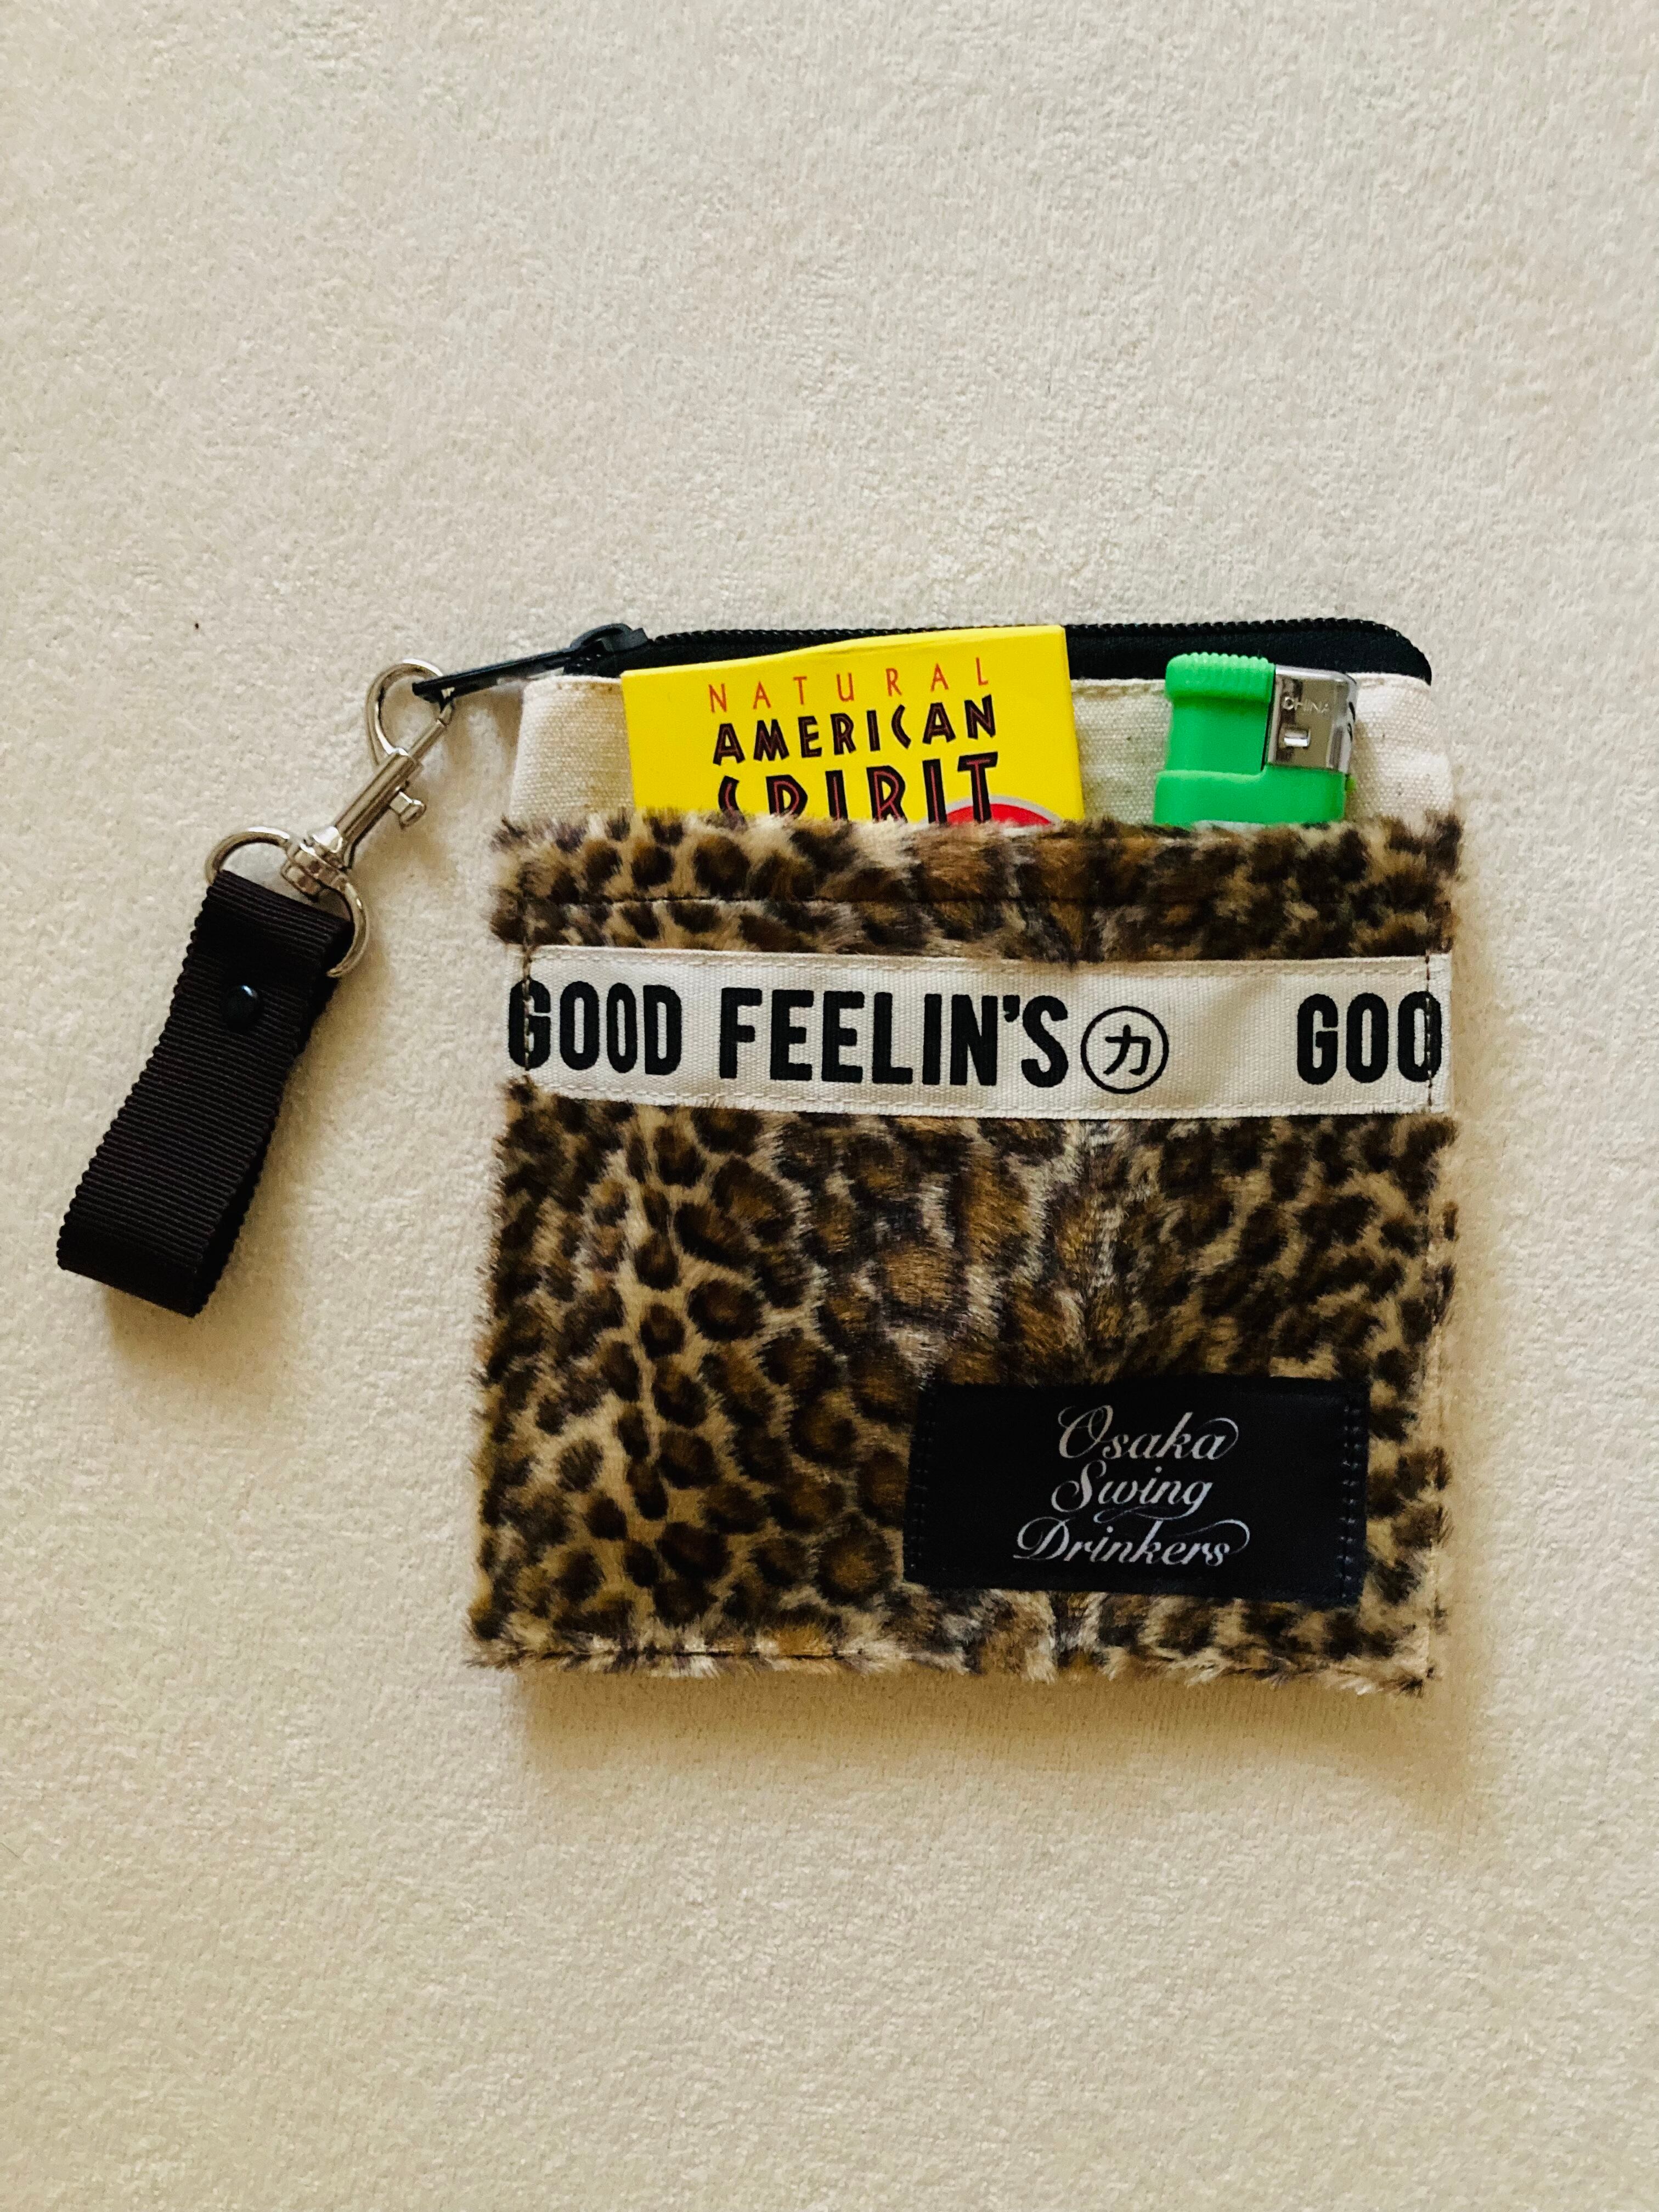 NATURAL
AMERICAN
SPIRIT
CHINA
GOOD FEELIN'S カ GOO
Osaka
Swing
Drinkers